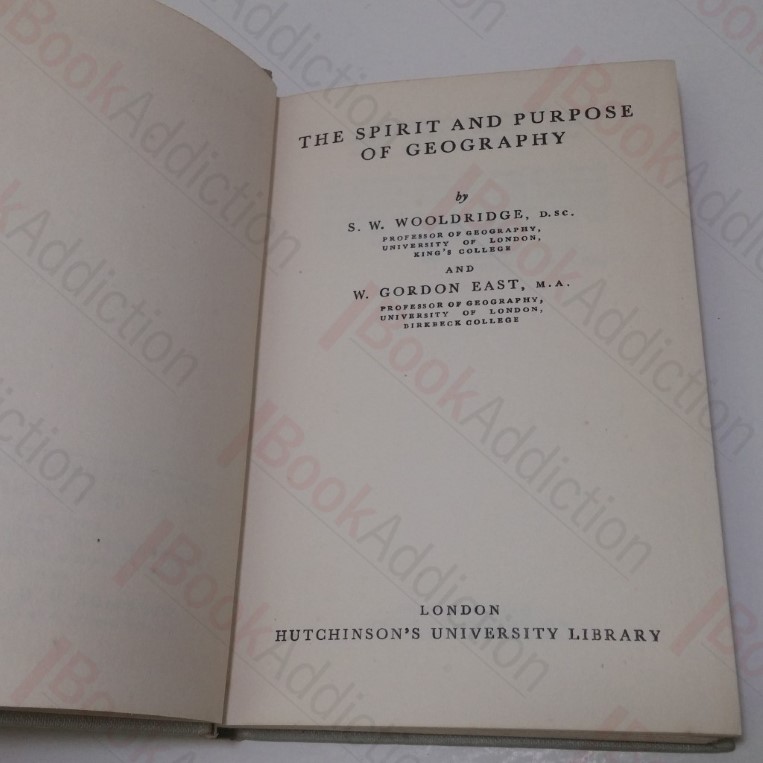 THE SPIRIT AND PURPOSE
OF GEOGRAPHY
by
S. W. WOOLDRIDGE, D.SC.
PROFESSOR OF GEOGRAPHY,
UNIVERSITY OF LONDON,
KING'S COLLEGE
AND
W. GORDON EAST, M.A.
PROFESSOR OF GEOGRAPHY,
UNIVERSITY OF LONDON,
BIRKBECK COLLEGE
LONDON
HUTCHINSON'S UNIVERSITY LIBRARY
BookAddiction